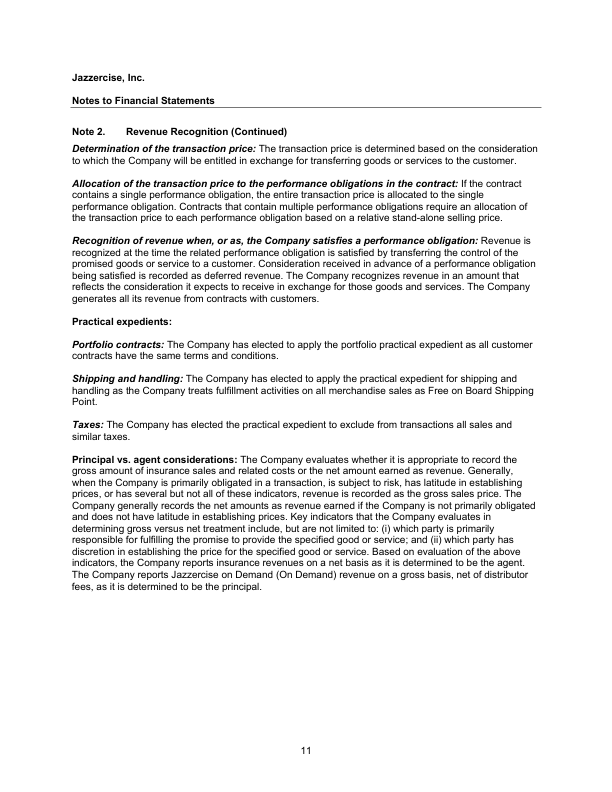 Jazzercise, Inc.
Notes to Financial Statements
Note 2. Revenue Recognition (Continued)
Determination of the transaction price: The transaction price is determined based on the consideration
to which the Company will be entitled in exchange for transferring goods or services to the customer.
Allocation of the transaction price to the performance obligations in the contract: If the contract
contains a single performance obligation, the entire transaction price is allocated to the single
performance obligation. Contracts that contain multiple performance obligations require an allocation of
the transaction price to each performance obligation based on a relative stand-alone selling price.
Recognition of revenue when, or as, the Company satisfies a performance obligation: Revenue is
recognized at the time the related performance obligation is satisfied by transferring the control of the
promised goods or service to a customer. Consideration received in advance of a performance obligation
being satisfied is recorded as deferred revenue. The Company recognizes revenue in an amount that
reflects the consideration it expects to receive in exchange for those goods and services. The Company
generates all its revenue from contracts with customers.
Practical expedients:
Portfolio contracts: The Company has elected to apply the portfolio practical expedient as all customer
contracts have the same terms and conditions.
Shipping and handling: The Company has elected to apply the practical expedient for shipping and
handling as the Company treats fulfillment activities on all merchandise sales as Free on Board Shipping
Point.
Taxes: The Company has elected the practical expedient to exclude from transactions all sales and
similar taxes.
Principal vs. agent considerations: The Company evaluates whether it is appropriate to record the
gross amount of insurance sales and related costs or the net amount earned as revenue. Generally,
when the Company is primarily obligated in a transaction, is subject to risk, has latitude in establishing
prices, or has several but not all of these indicators, revenue is recorded as the gross sales price. The
Company generally records the net amounts as revenue earned if the Company is not primarily obligated
and does not have latitude in establishing prices. Key indicators that the Company evaluates in
determining gross versus net treatment include, but are not limited to: (i) which party is primarily
responsible for fulfilling the promise to provide the specified good or service; and (ii) which party has
discretion in establishing the price for the specified good or service. Based on evaluation of the above
indicators, the Company reports insurance revenues on a net basis as it is determined to be the agent.
The Company reports Jazzercise on Demand (On Demand) revenue on a gross basis, net of distributor
fees, as it is determined to be the principal.
11